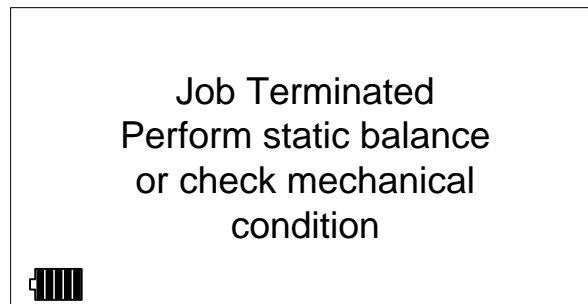 Job Terminated
Perform static balance
or check mechanical
condition